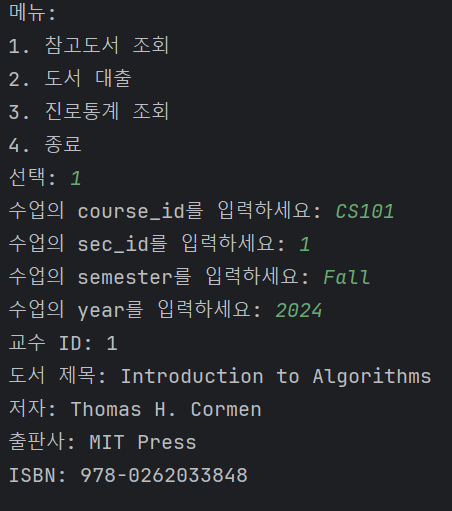 메뉴:
1. 참고도서 조회
2. 도서 대출
3. 진로통계 조회
4. 종료
선택: 1
수업의 course_id를 입력하세요: CS101
수업의 sec_id를 입력하세요: 1
수업의 semester를 입력하세요: Fall
수업의 year를 입력하세요: 2024
교수 ID: 1
도서 제목: Introduction to Algorithms
저자: Thomas H. Cormen
출판사: MIT Press
ISBN: 978-0262033848